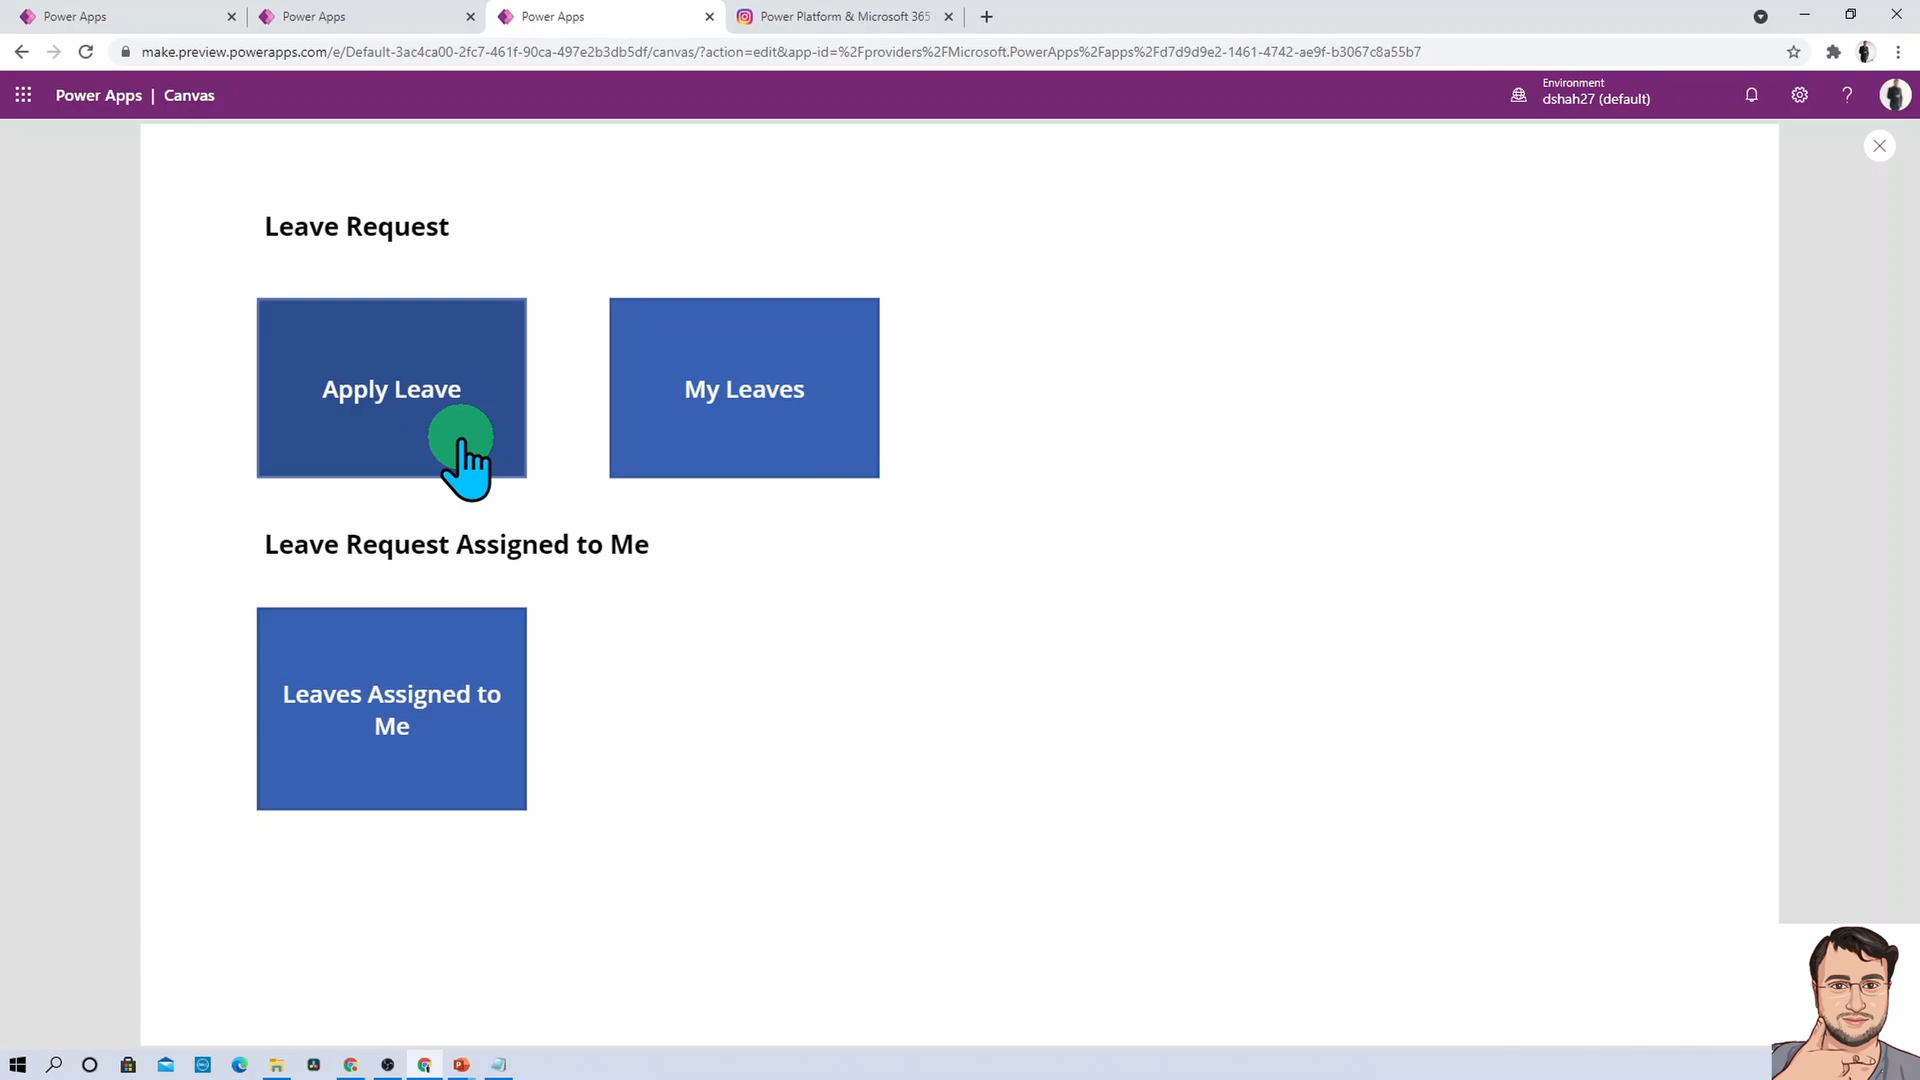 Power Apps
Power Apps
Power Apps
Power Platform & Microsoft 365
make.preview.powerapps.com/e/Default-3ac4ca00-2fc7-461f-90ca-497e2b3db5df/canvas/?action=edit&app-id=%2Fproviders%2FMicrosoft.PowerApps%2Fapps%2Fd7d9d9e2-1461-4742-ae9f-b3067c8a55b7
Power Apps | Canvas
Environment
dshah27 (default)
Leave Request
Apply Leave
My Leaves
Leave Request Assigned to Me
Leaves Assigned to
Me